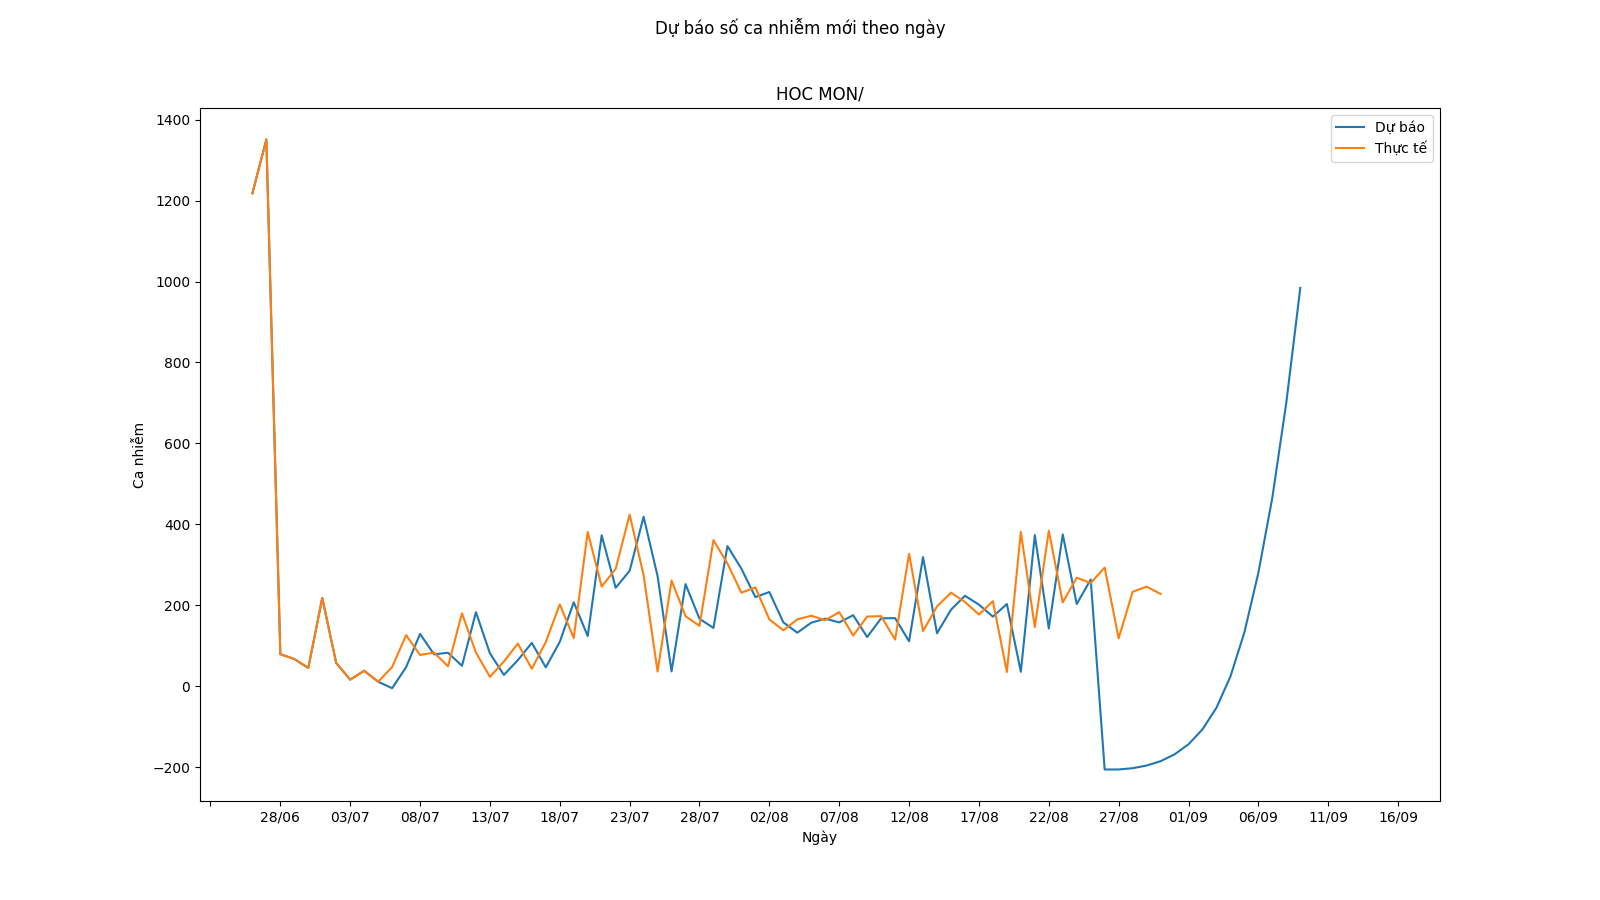 Dự báo số ca nhiễm mới theo ngày
HOC MON/
Dự báo
Thực tế
1400
1200
1000
800
600
400
200
0
−200
Ca nhiễm
28/06 03/07 08/07 13/07 18/07 23/07 28/07 02/08 07/08 12/08 17/08 22/08 27/08 01/09 06/09 11/09 16/09
Ngày